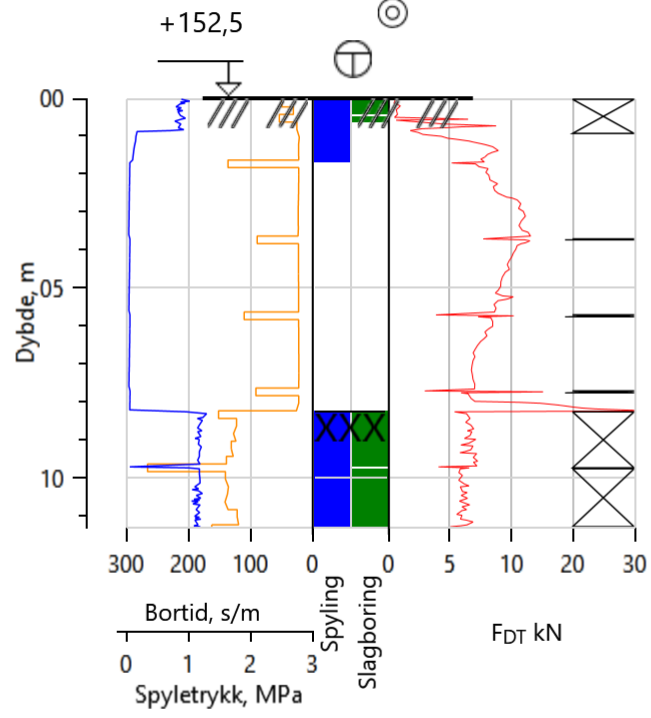 +152,5
00
05
10
Dybde, m
300 200 100 0
0 5 10 20 30
Bortid, s/m
0 1 2 3
Spyletrykk, MPa
Spyling
Slagboring
FDT kN
XXX